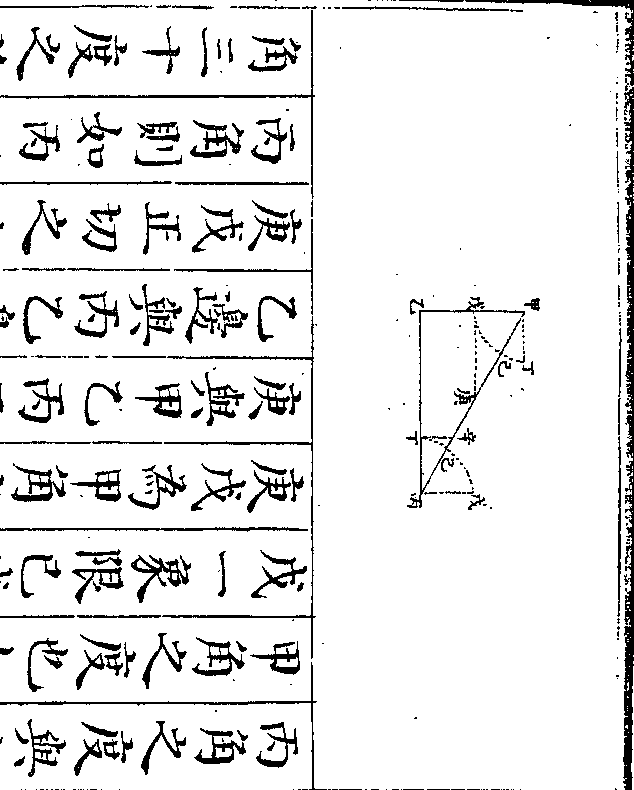 丙角之度與
甲角之度也
戊一象限己
庚戊為甲角
庚與甲乙丙
乙邊與丙乙
庚戊正切之
丙角則如丙
角三十度之
甲
丁
己
戊
庚
乙
戊
辛
己
丁
丙